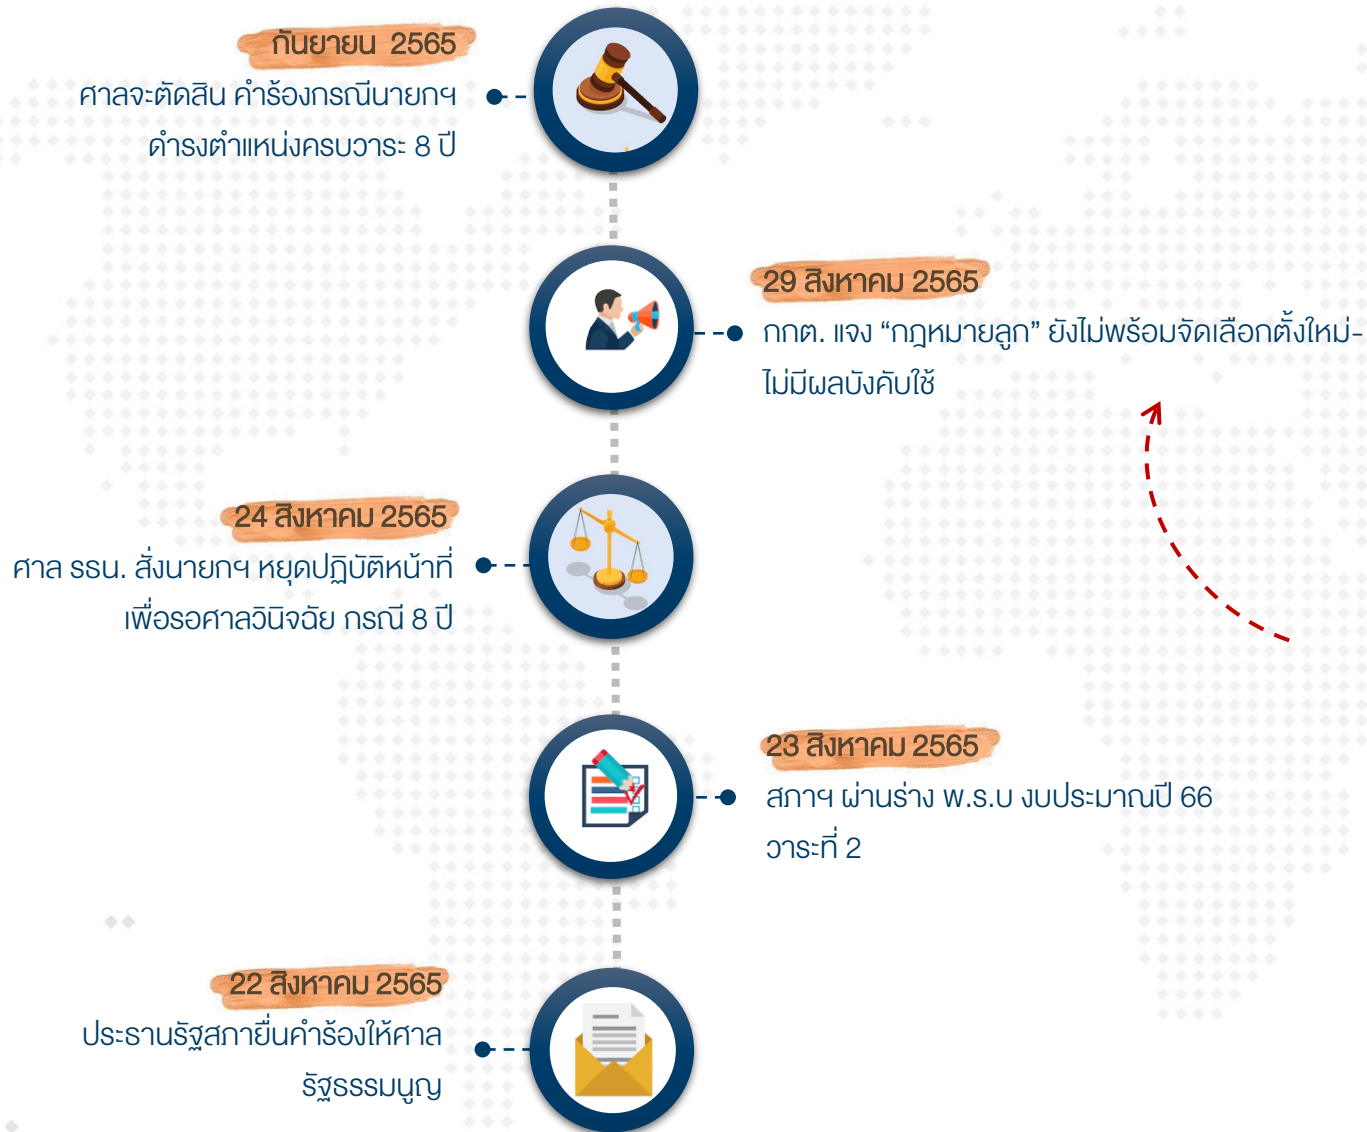 กันยายน 2565
ศาลจะตัดสิน คำร้องกรณีนายกฯ
ดำรงตำแหน่งครบวาระ 8 ปี
29 สิงหาคม 2565
กกต. แจง “กฎหมายลูก” ยังไม่พร้อมจัดเลือกตั้งใหม่-
ไม่มีผลบังคับใช้
24 สิงหาคม 2565
ศาล รธน. สั่งนายกฯ หยุดปฏิบัติหน้าที่
เพื่อรอศาลวินิจฉัย กรณี 8 ปี
23 สิงหาคม 2565
สภาฯ ผ่านร่าง พ.ร.บ งบประมาณปี 66
วาระที่ 2
22 สิงหาคม 2565
ประธานรัฐสภายื่นคำร้องให้ศาล
รัฐธรรมนูญ